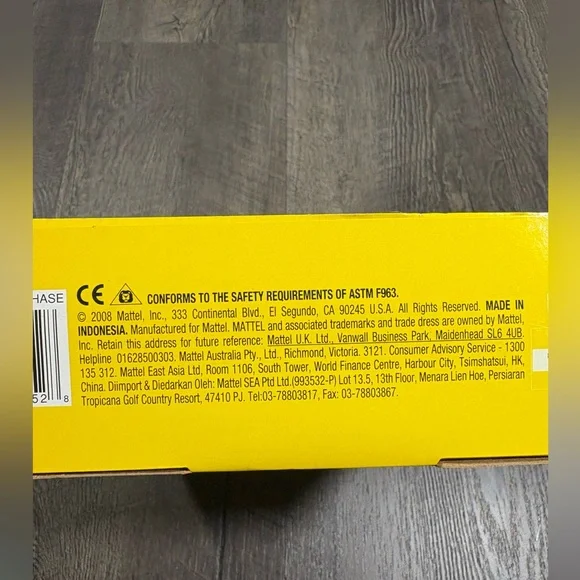 HASE
CE CONFORMS TO THE SAFETY REQUIREMENTS OF ASTM F963.
© 2008 Mattel, Inc., 333 Continental Blvd., El Segundo, CA 90245 U.S.A. All Rights Reserved. MADE IN
INDONESIA. Manufactured for Mattel. MATTEL and associated trademarks and trade dress are owned by Mattel,
Inc. Retain this address for future reference: Mattel U.K. Ltd., Vanwall Business Park, Maidenhead SL6 4UB.
Helpline 01628500303. Mattel Australia Pty., Ltd., Richmond, Victoria. 3121. Consumer Advisory Service - 1300
135 312. Mattel East Asia Ltd, Room 1106, South Tower, World Finance Centre, Harbour City, Tsimshatsui, HK,
China. Diimport & Diedarkan Oleh: Mattel SEA Ptd Ltd.(993532-P) Lot 13.5, 13th Floor, Menara Lien Hoe, Persiaran
Tropicana Golf Country Resort, 47410 PJ. Tel:03-78803817, Fax: 03-78803867.
52 8